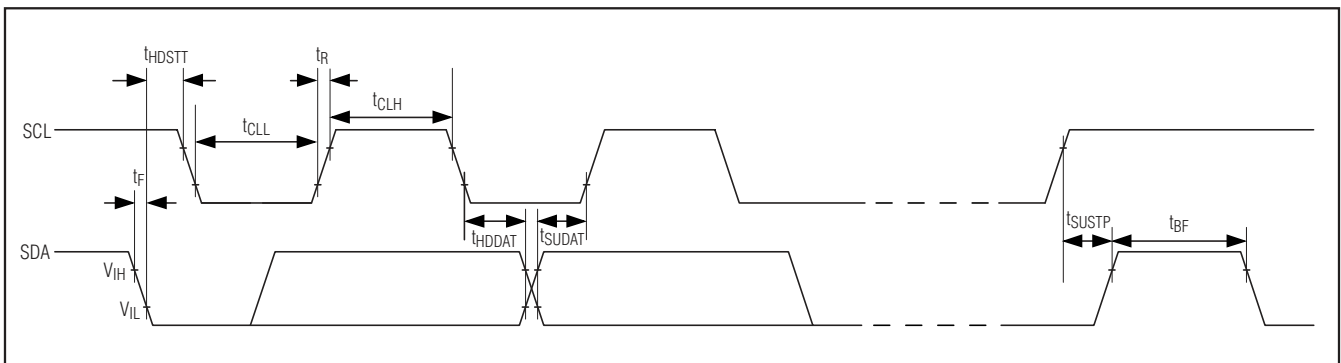 tHDSTT
tR
tCLH
SCL
tCLL
tF
tHDDAT
tSUDAT
tSUSTP
tBF
SDA
VIH
VIL